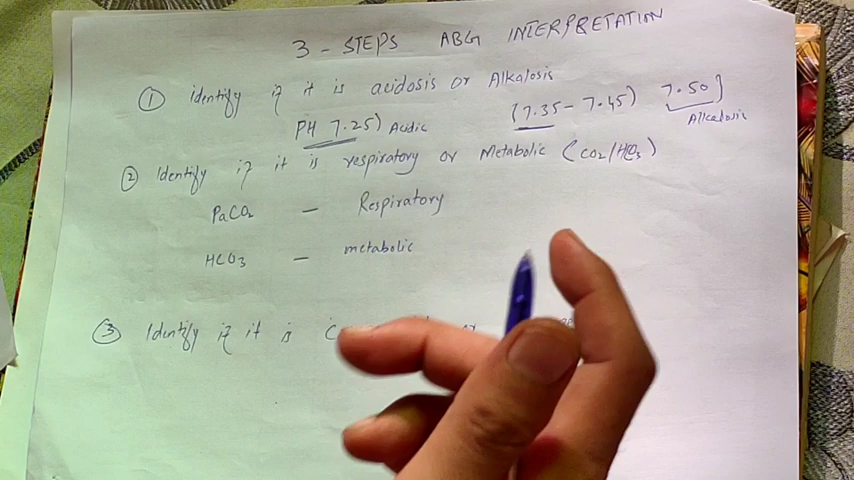 3 - STEPS ABG INTERPRETATION
① Identify if it is acidosis or Alkalosis
PH 7.25) Acidic (7.35 - 7.45) 7.50]
Alkalosis
② Identify if it is respiratory or Metabolic (CO2/HCO3)
PaCO2 - Respiratory
HCO3 - metabolic
③ Identify if it is or